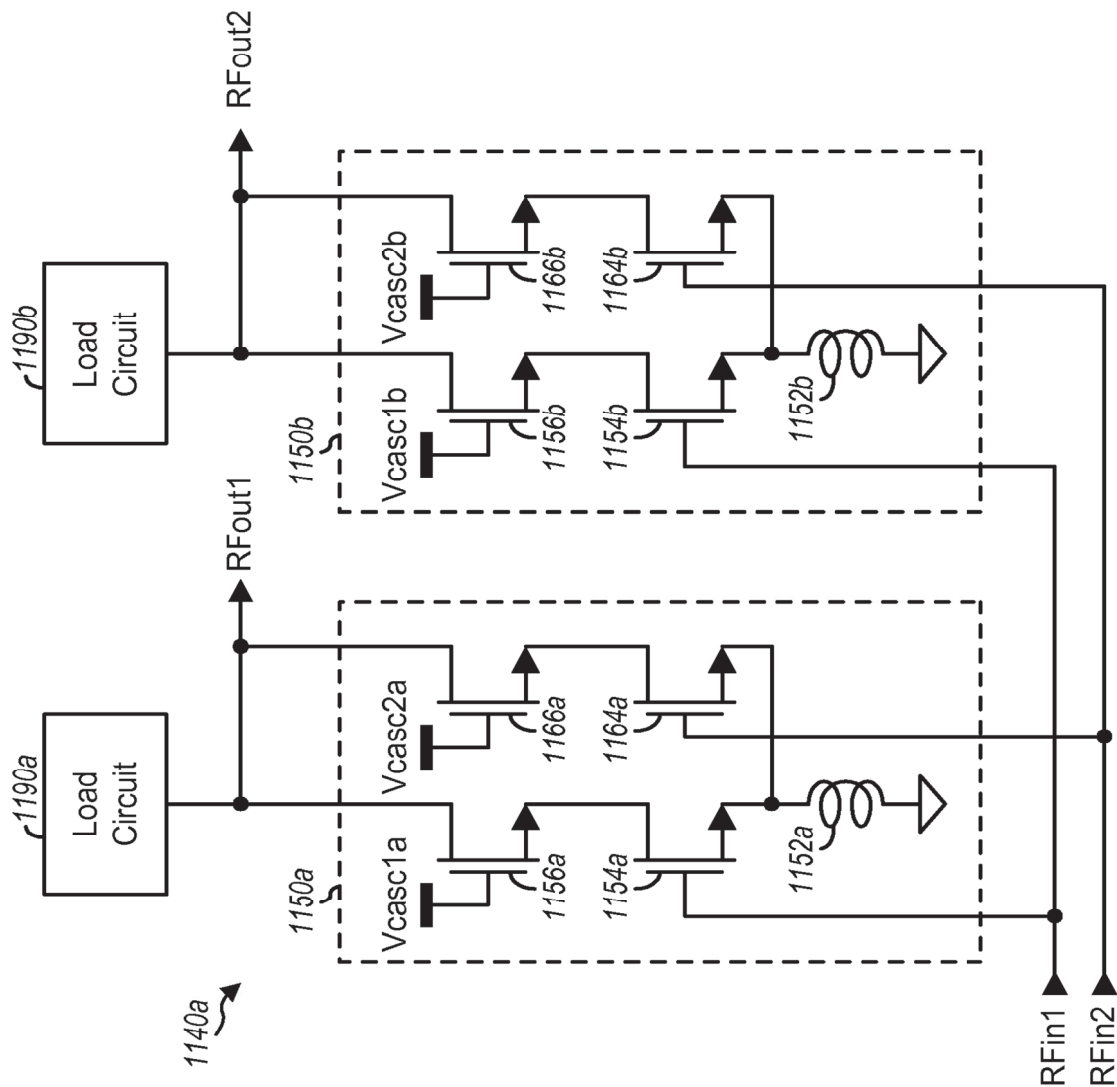 1190a
Load
Circuit
1190b
Load
Circuit
RFout1
RFout2
1140a
1150a
Vcasc1a
Vcasc2a
1156a
1166a
1154a
1164a
1152a
1150b
Vcasc1b
Vcasc2b
1156b
1166b
1154b
1164b
1152b
RFin1
RFin2